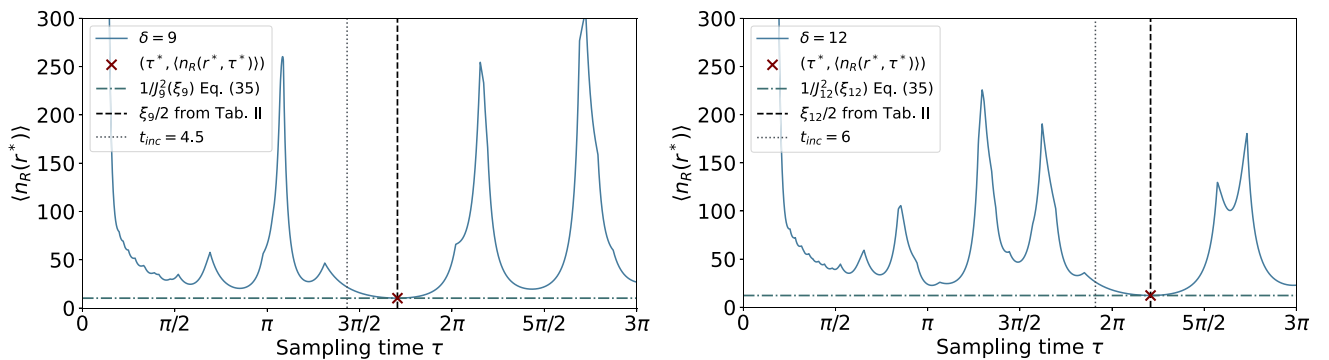 ⟨n_R(r*)⟩
300
250
200
150
100
50
0
δ = 9
(τ*, ⟨n_R(r*, τ*)⟩)
1/J_9^2(ξ_9) Eq. (35)
ξ_9/2 from Tab. II
t_inc = 4.5
0 π/2 π 3π/2 2π 5π/2 3π
Sampling time τ
⟨n_R(r*)⟩
300
250
200
150
100
50
0
δ = 12
(τ*, ⟨n_R(r*, τ*)⟩)
1/J_12^2(ξ_12) Eq. (35)
ξ_12/2 from Tab. II
t_inc = 6
0 π/2 π 3π/2 2π 5π/2 3π
Sampling time τ